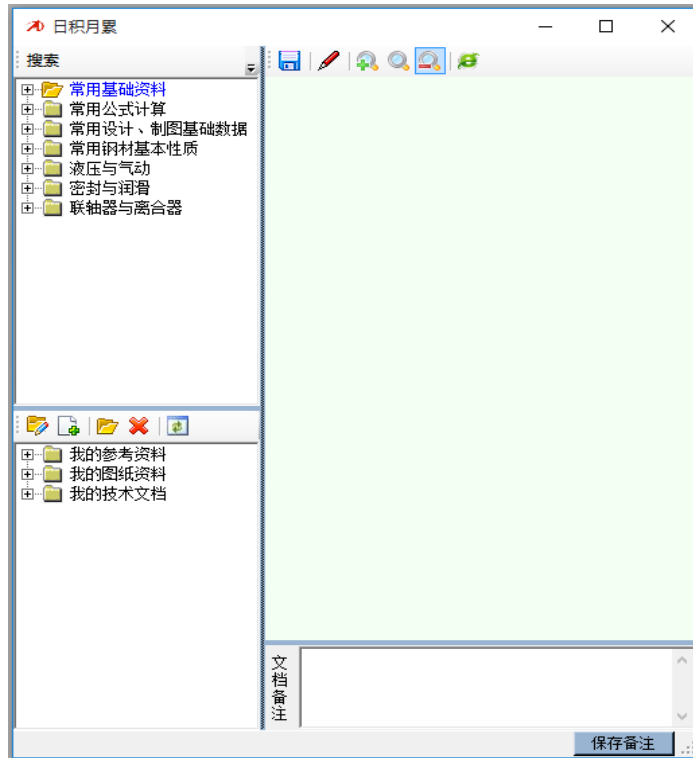 日积月累
搜索
常用基础资料
常用公式计算
常用设计、制图基础数据
常用钢材基本性质
液压与气动
密封与润滑
联轴器与离合器
我的参考资料
我的图纸资料
我的技术文档
文档备注
保存备注